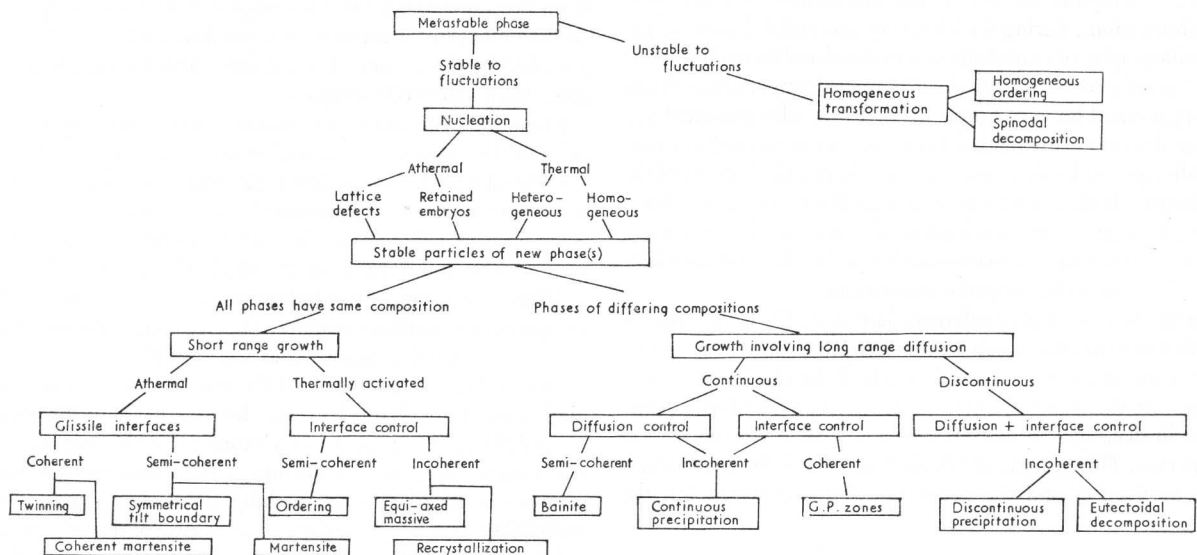 Metastable phase
Unstable to
fluctuations
Stable to
fluctuations
Homogeneous
transformation
Homogeneous
ordering
Spinodal
decomposition
Nucleation
Athermal
Thermal
Lattice
defects
Retained
embryos
Hetero-
geneous
Homo-
geneous
Stable particles of new phase(s)
All phases have same composition
Phases of differing compositions
Short range growth
Growth involving long range diffusion
Athermal
Thermally activated
Continuous
Discontinuous
Glissile interfaces
Interface control
Diffusion control
Interface control
Diffusion + interface control
Coherent
Semi-coherent
Semi-coherent
Incoherent
Semi-coherent
Incoherent
Coherent
Incoherent
Twinning
Symmetrical
tilt boundary
Ordering
Equi-axed
massive
Bainite
Continuous
precipitation
G.P. zones
Discontinuous
precipitation
Eutectoidal
decomposition
Coherent martensite
Martensite
Recrystallization